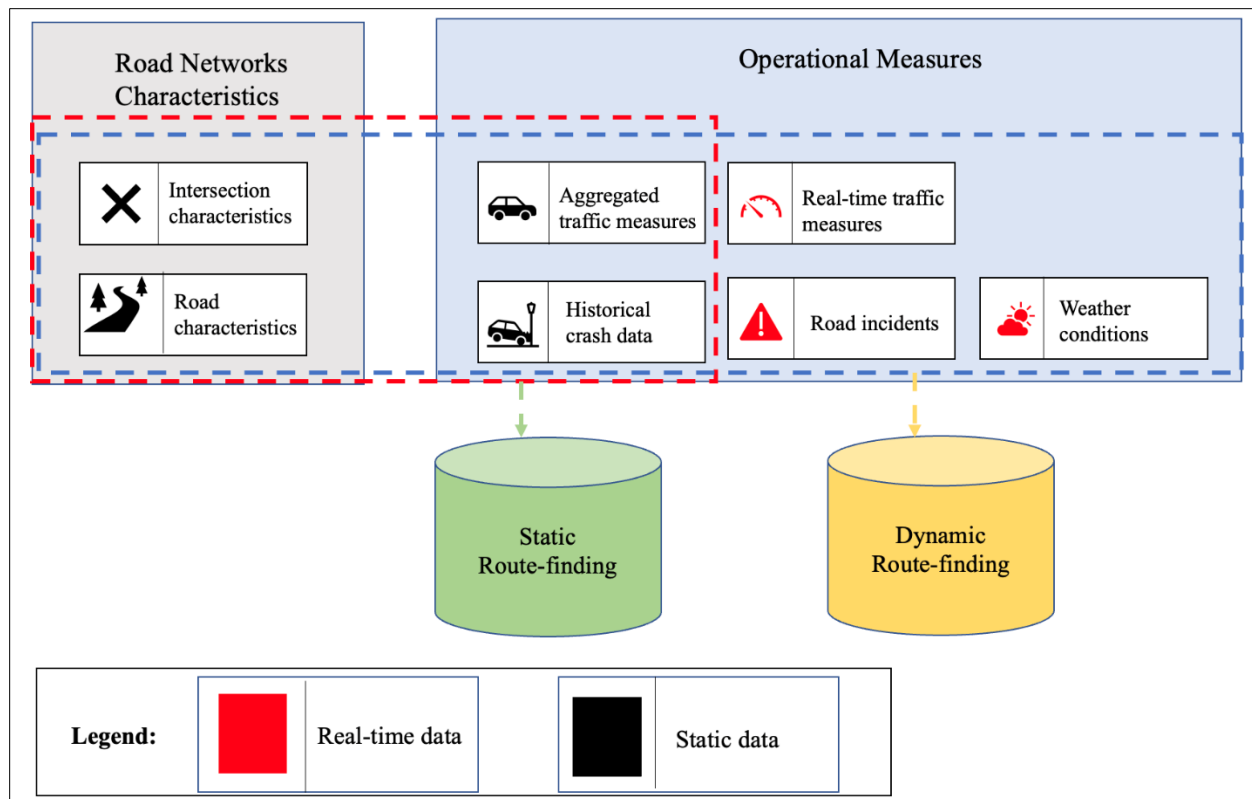 Road Networks
Characteristics
Operational Measures
Intersection
characteristics
Aggregated
traffic measures
Real-time traffic
measures
Road
characteristics
Historical
crash data
Road incidents
Weather
conditions
Static
Route-finding
Dynamic
Route-finding
Legend:
Real-time data
Static data